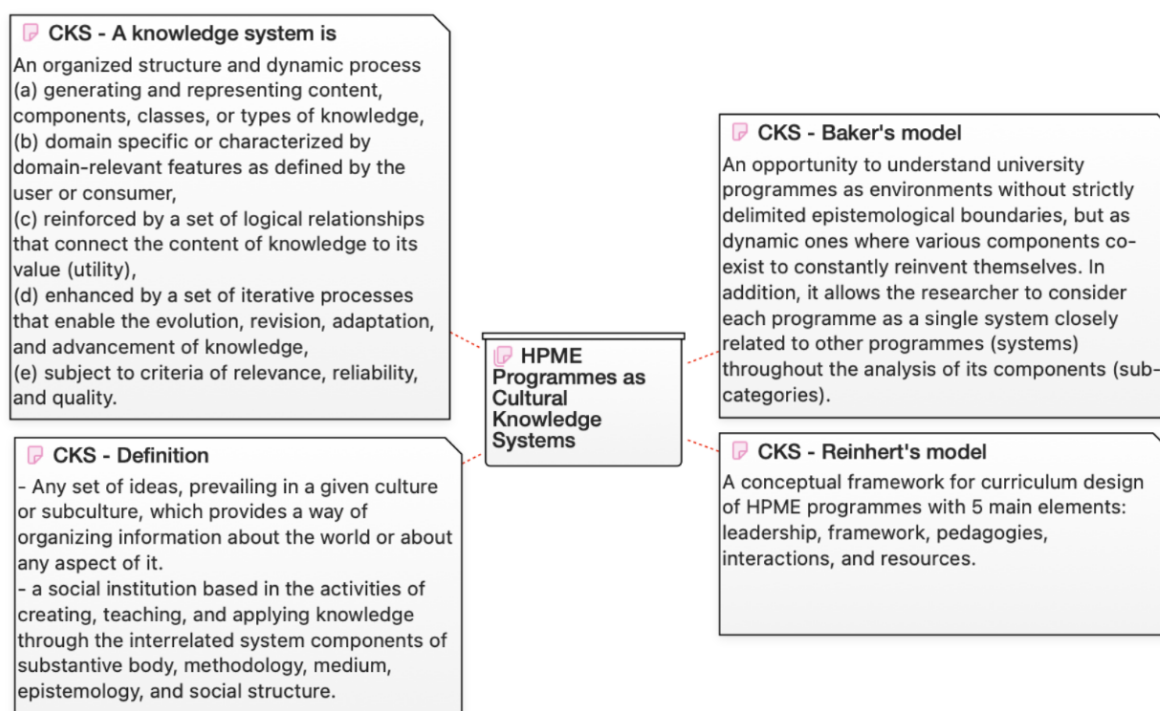 CKS - A knowledge system is
An organized structure and dynamic process
(a) generating and representing content,
components, classes, or types of knowledge,
(b) domain specific or characterized by
domain-relevant features as defined by the
user or consumer,
(c) reinforced by a set of logical relationships
that connect the content of knowledge to its
value (utility),
(d) enhanced by a set of iterative processes
that enable the evolution, revision, adaptation,
and advancement of knowledge,
(e) subject to criteria of relevance, reliability,
and quality.
CKS - Definition
- Any set of ideas, prevailing in a given culture
or subculture, which provides a way of
organizing information about the world or about
any aspect of it.
- a social institution based in the activities of
creating, teaching, and applying knowledge
through the interrelated system components of
substantive body, methodology, medium,
epistemology, and social structure.
HPME
Programmes as
Cultural
Knowledge
Systems
CKS - Baker's model
An opportunity to understand university
programmes as environments without strictly
delimited epistemological boundaries, but as
dynamic ones where various components co-
exist to constantly reinvent themselves. In
addition, it allows the researcher to consider
each programme as a single system closely
related to other programmes (systems)
throughout the analysis of its components (sub-
categories).
CKS - Reinhert's model
A conceptual framework for curriculum design
of HPME programmes with 5 main elements:
leadership, framework, pedagogies,
interactions, and resources.